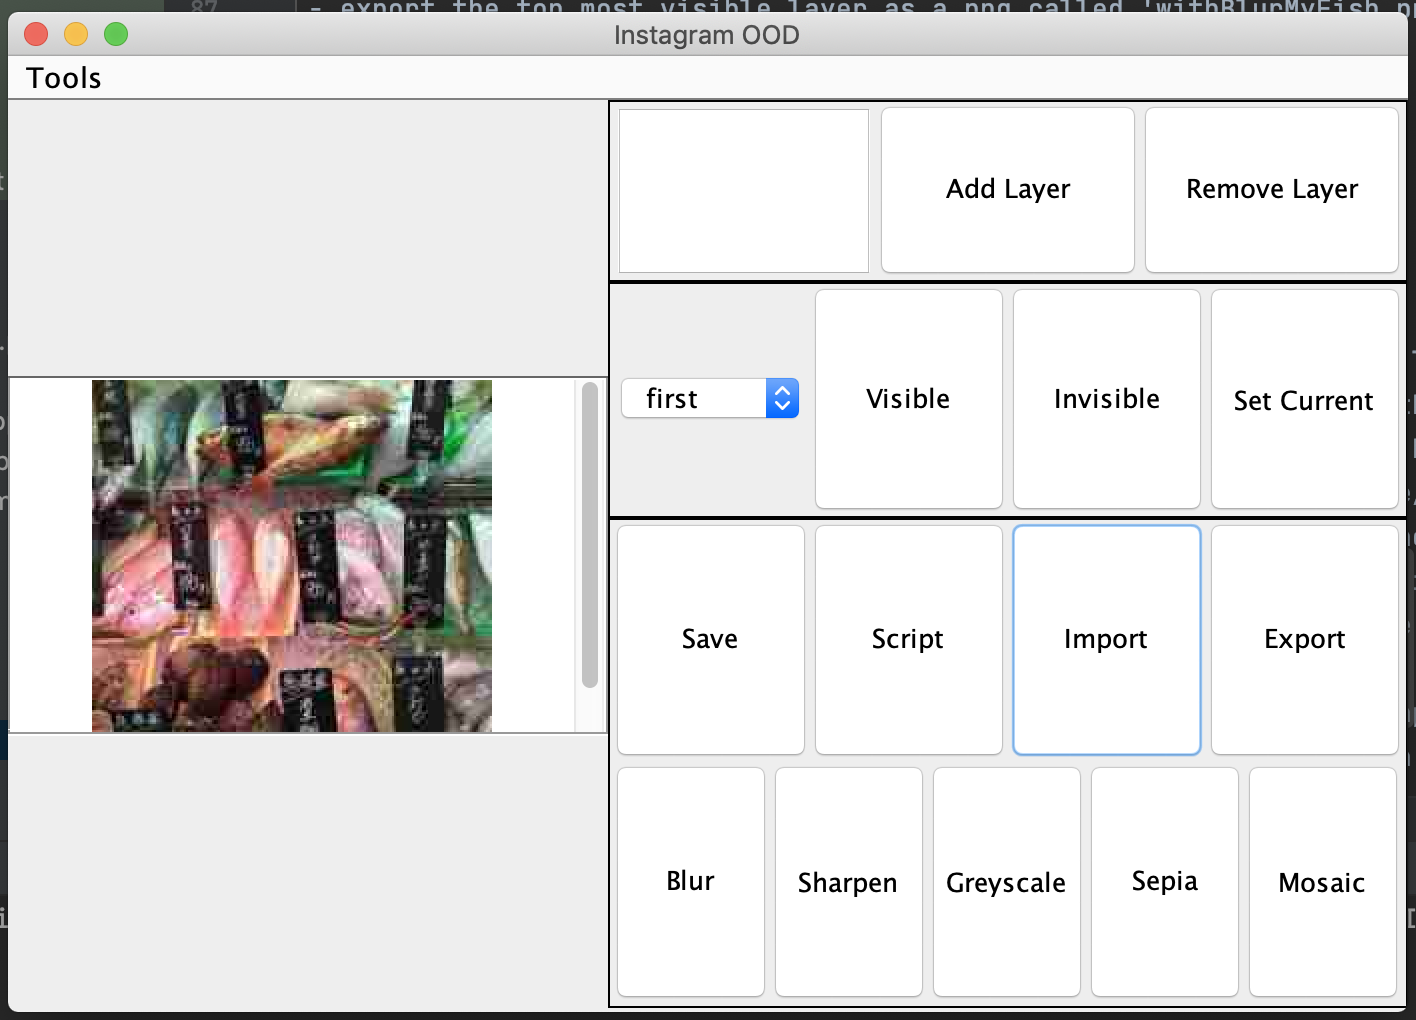 87
- export the top most visible layer as a png called 'withBlurMyFish.p
Instagram OOD
Tools
Add Layer
Remove Layer
first
Visible
Invisible
Set Current
Save
Script
Import
Export
Blur
Sharpen
Greyscale
Sepia
Mosaic